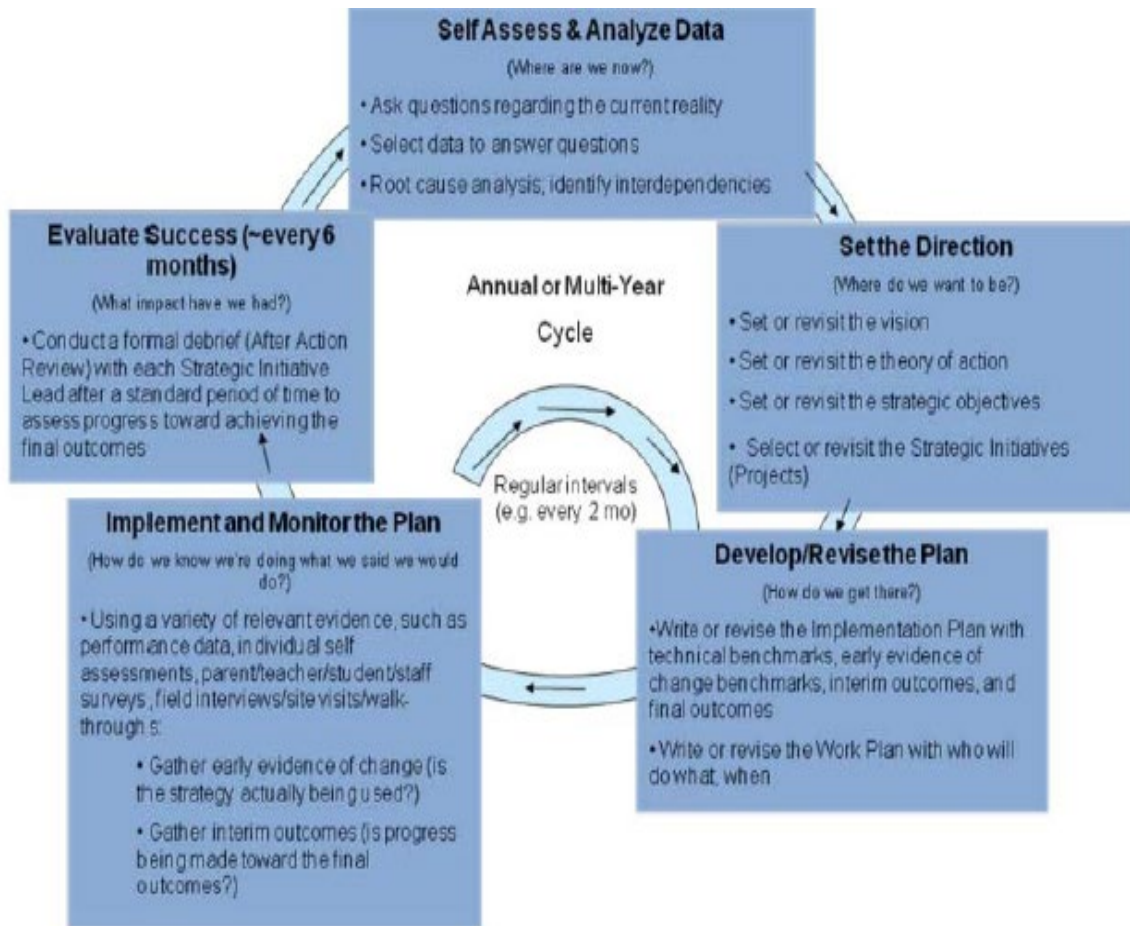 Self Assess & Analyze Data
(Where are we now?)
• Ask questions regarding the current reality
• Select data to answer questions
• Root cause analysis; identify interdependencies
Evaluate Success (~every 6
months)
(What impact have we had?)
• Conduct a formal debrief (After Action
Review) with each Strategic Initiative
Lead after a standard period of time to
assess progress toward achieving the
final outcomes
Annual or Multi-Year
Cycle
Regular intervals
(e.g. every 2 mo)
Set the Direction
(Where do we want to be?)
• Set or revisit the vision
• Set or revisit the theory of action
• Set or revisit the strategic objectives
• Select or revisit the Strategic Initiatives
(Projects)
Implement and Monitor the Plan
(How do we know we're doing what we said we would
do?)
• Using a variety of relevant evidence, such as
performance data, individual self
assessments, parent/teacher/student/staff
surveys, field interviews/site visits/walk-
throughs:
• Gather early evidence of change (is
the strategy actually being used?)
• Gather interim outcomes (is progress
being made toward the final
outcomes?)
Develop/Revise the Plan
(How do we get there?)
•Write or revise the Implementation Plan with
technical benchmarks, early evidence of
change benchmarks, interim outcomes, and
final outcomes
• Write or revise the Work Plan with who will
do what, when